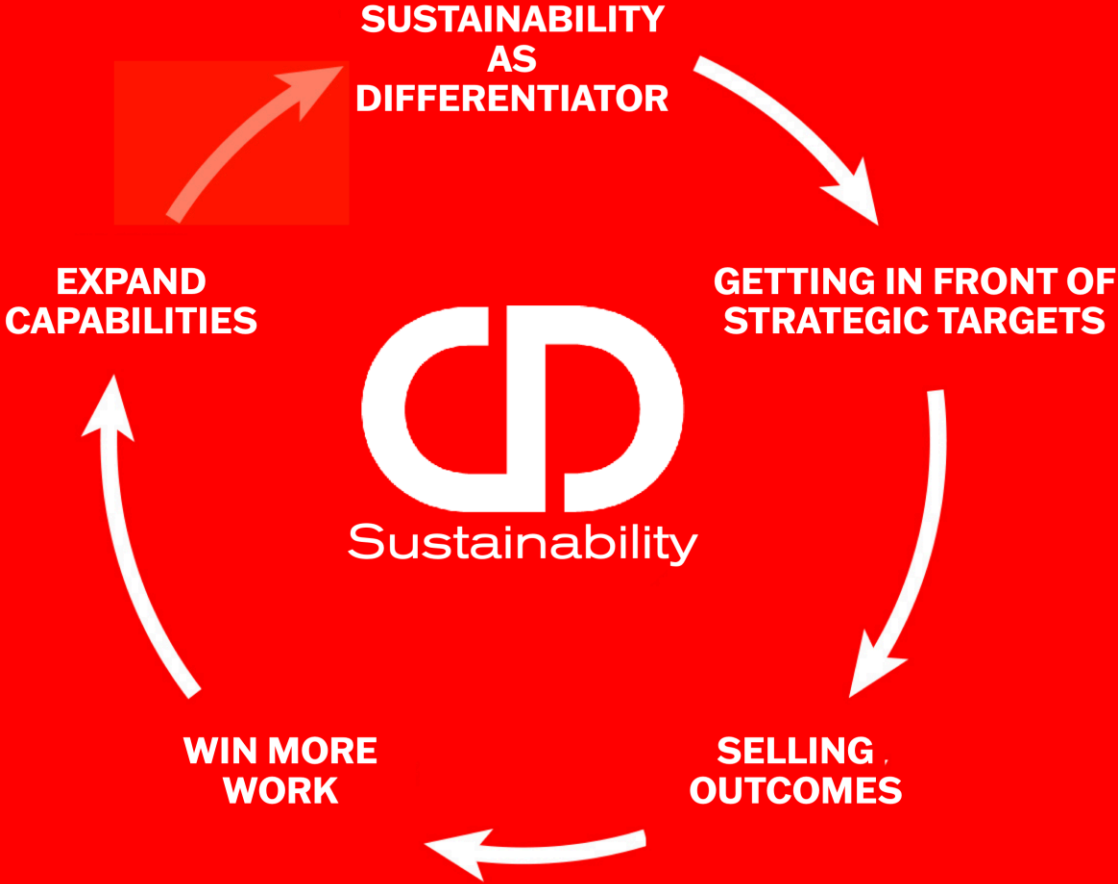 SUSTAINABILITY
AS
DIFFERENTIATOR
GETTING IN FRONT OF
STRATEGIC TARGETS
SELLING
OUTCOMES
WIN MORE
WORK
EXPAND
CAPABILITIES
CD
Sustainability